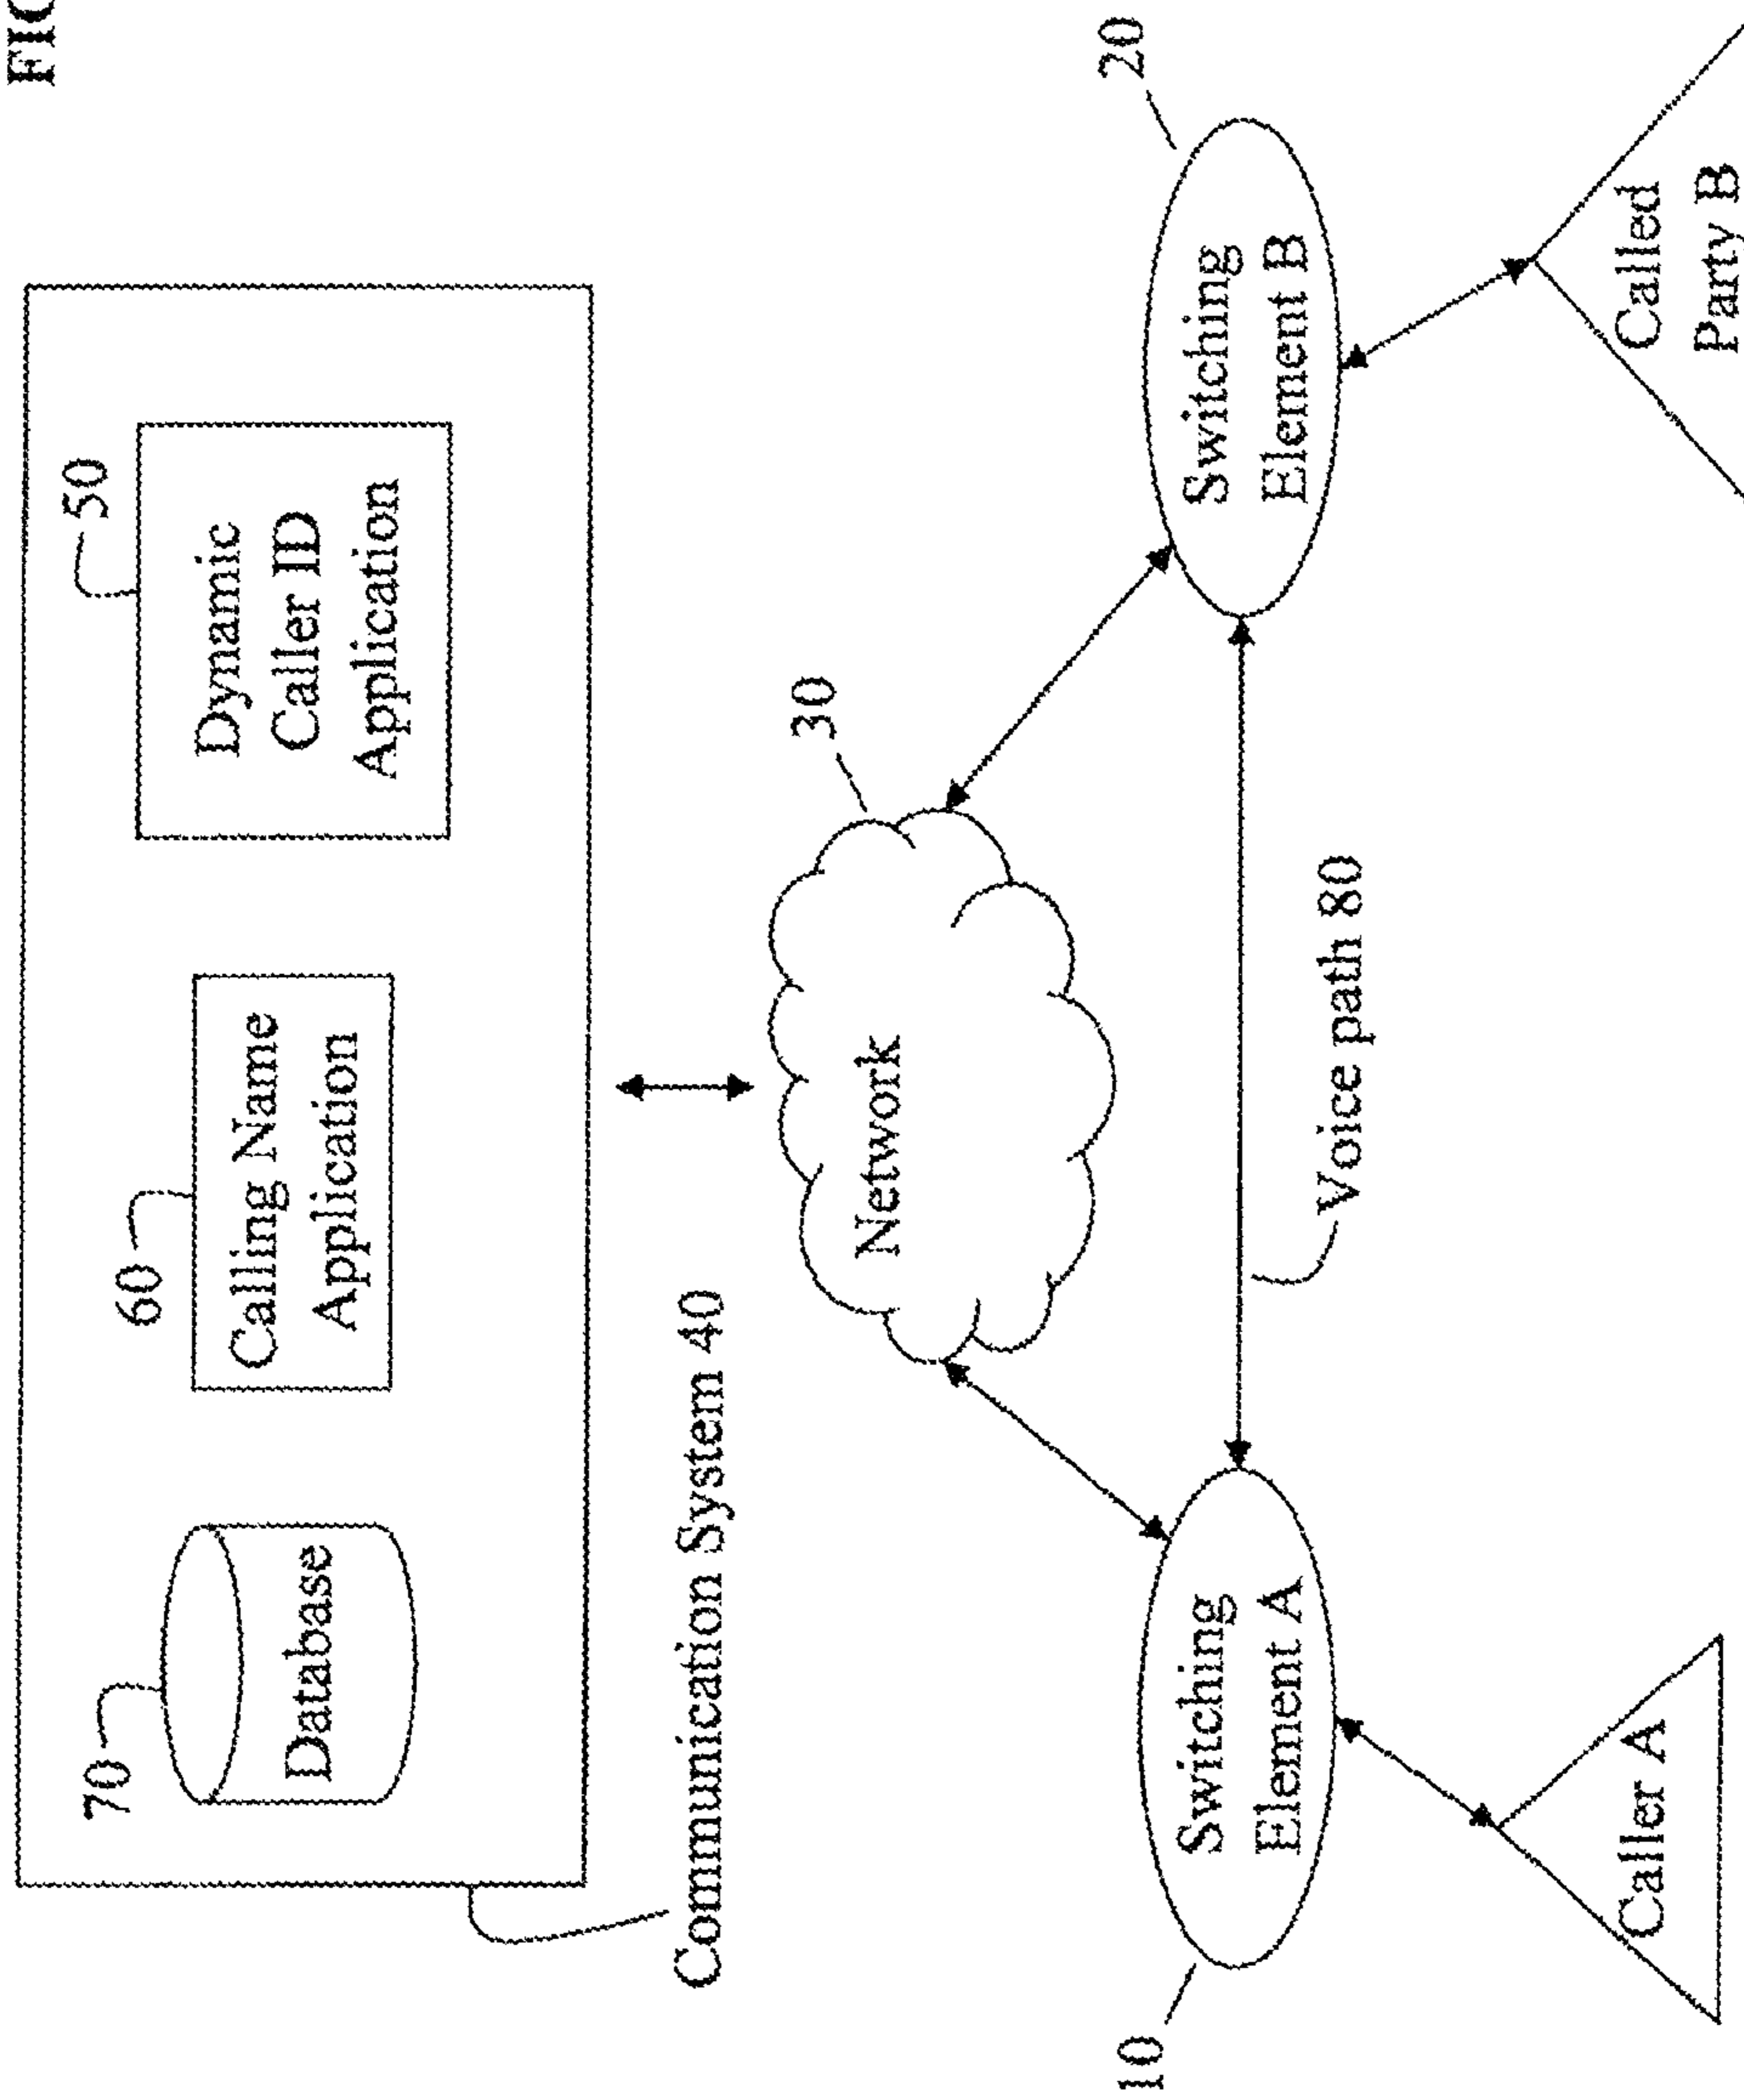 FIG
70
60
50
Database
Calling Name
Application
Dynamic
Caller ID
Application
Communication System 40
30
Network
10
20
Switching
Element A
Switching
Element B
Voice path 80
Caller A
Called
Party B